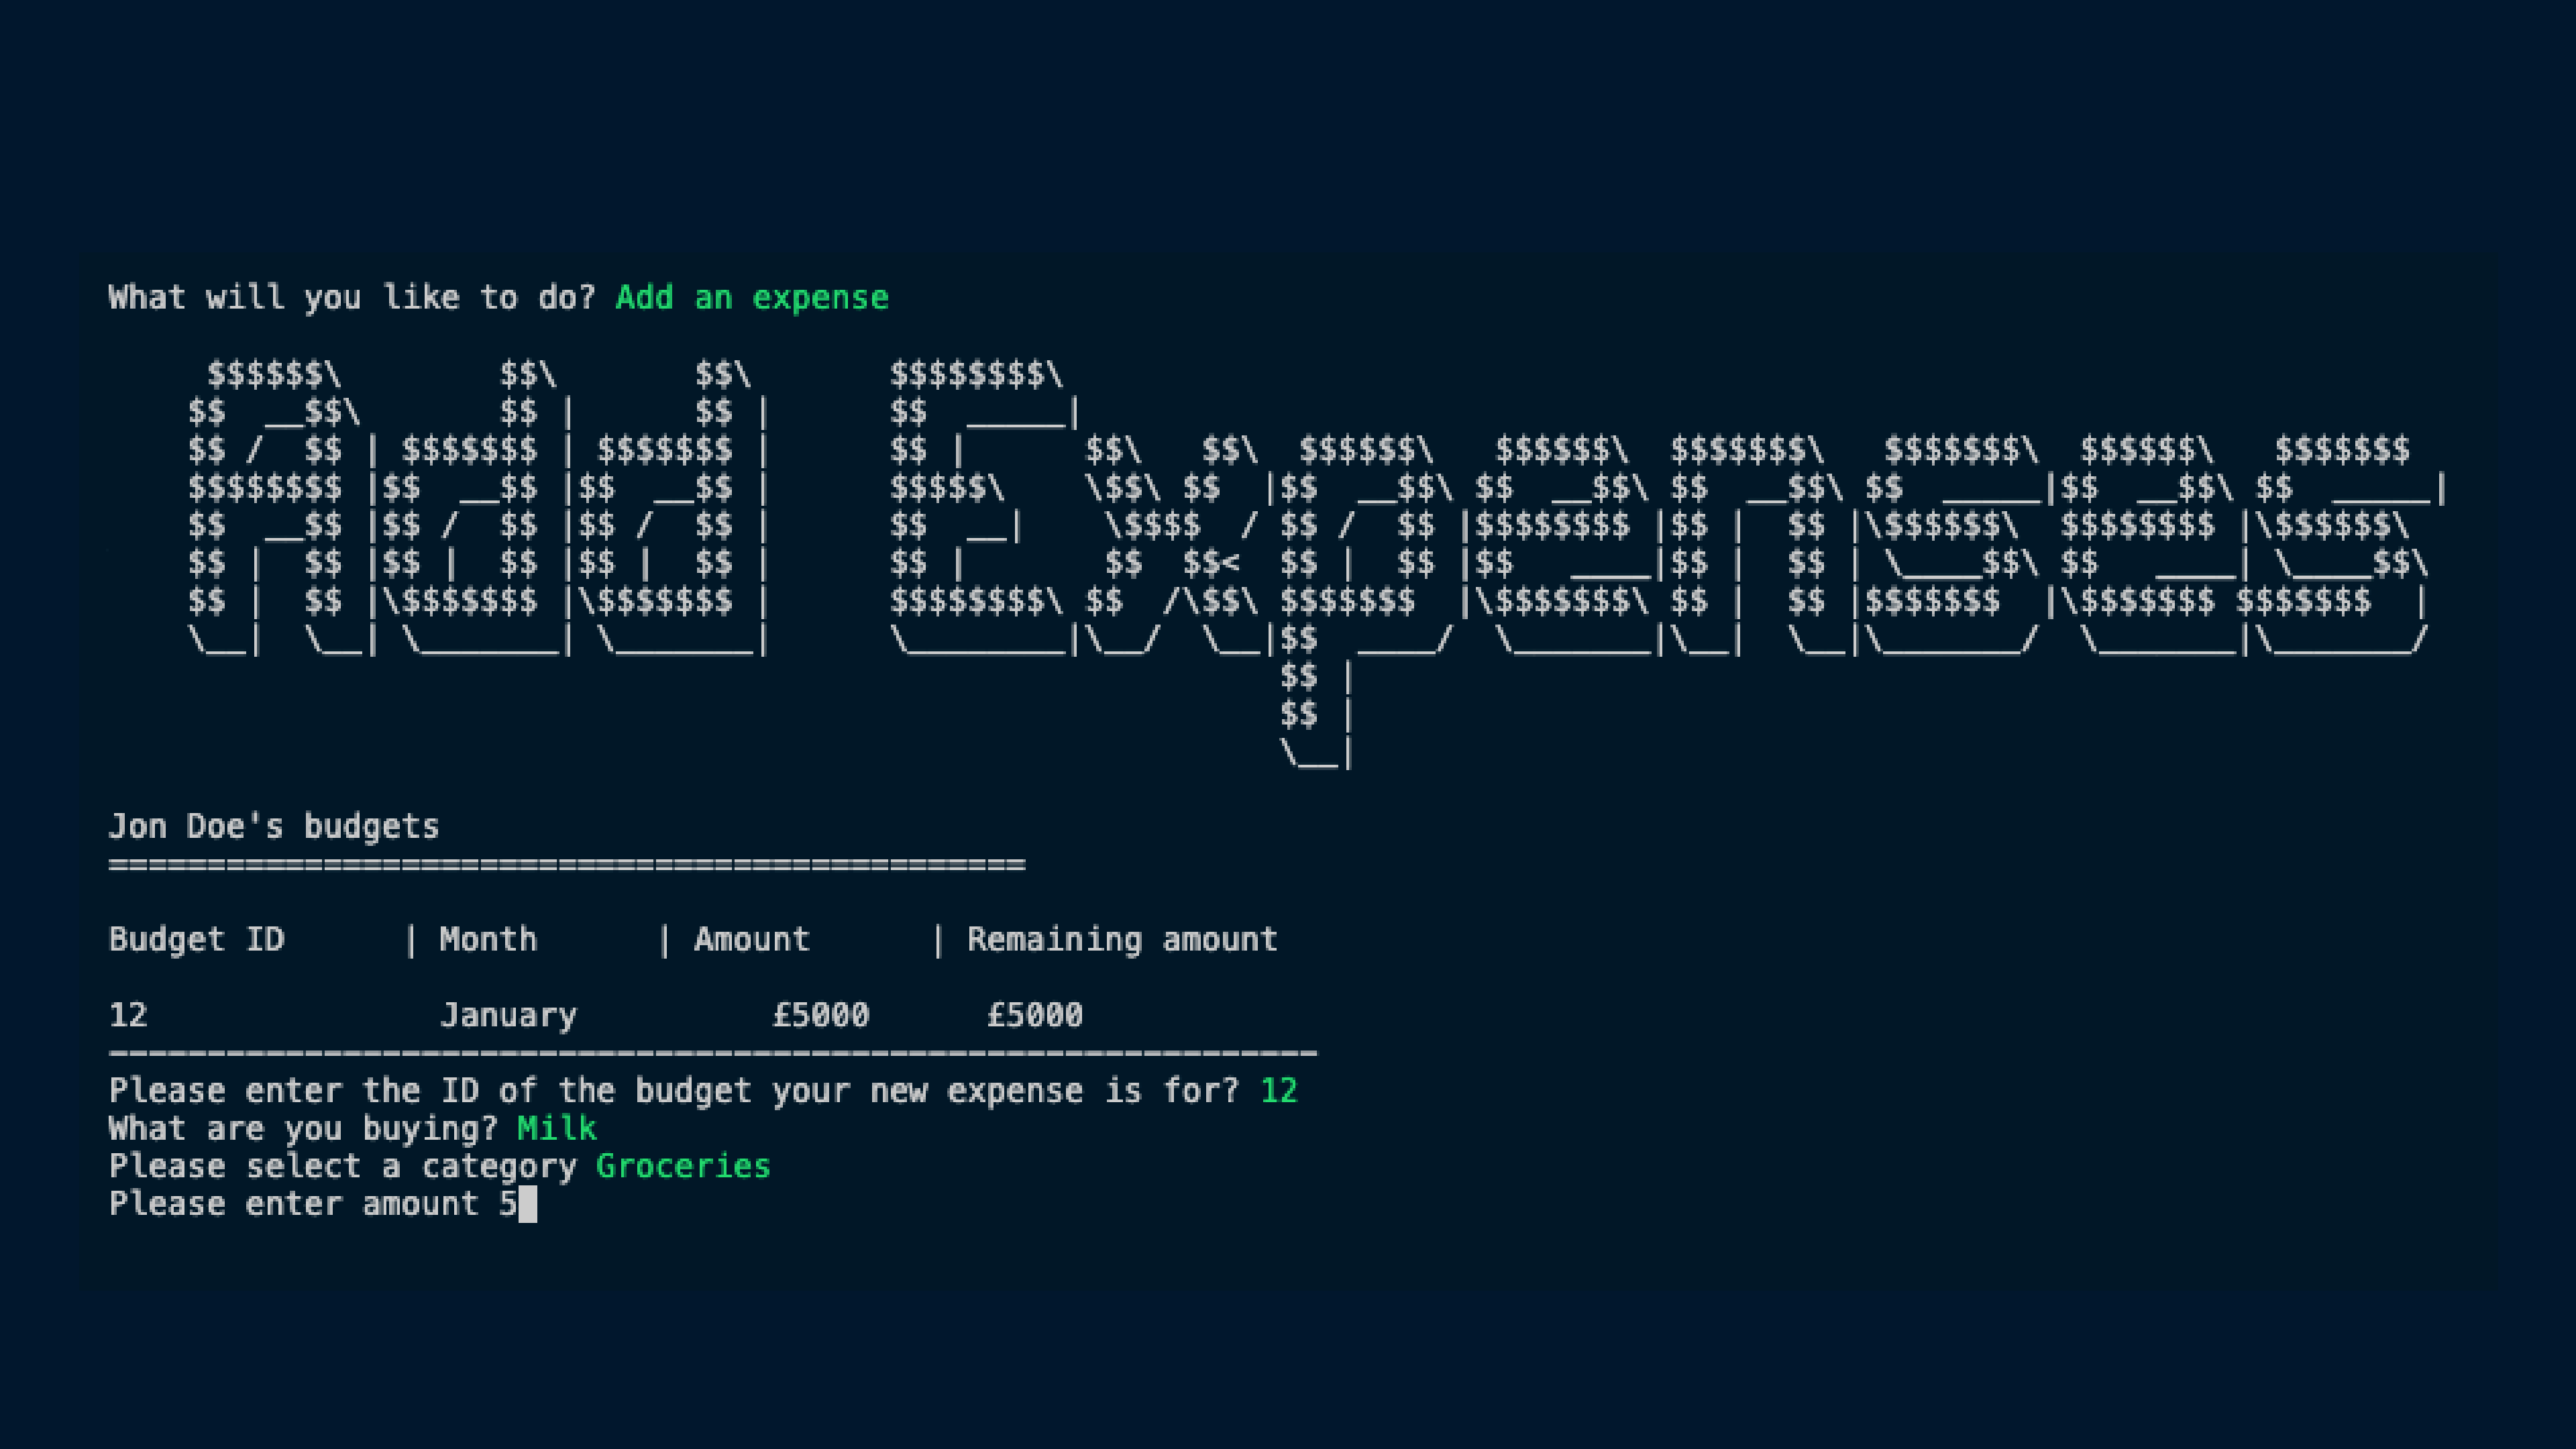 What will you like to do? Add an expense
Add Expenses
Jon Doe's budgets
===============================================
Budget ID | Month | Amount | Remaining amount
12 January £5000 £5000
--------------------------------------------------------------
Please enter the ID of the budget your new expense is for? 12
What are you buying? Milk
Please select a category Groceries
Please enter amount 5